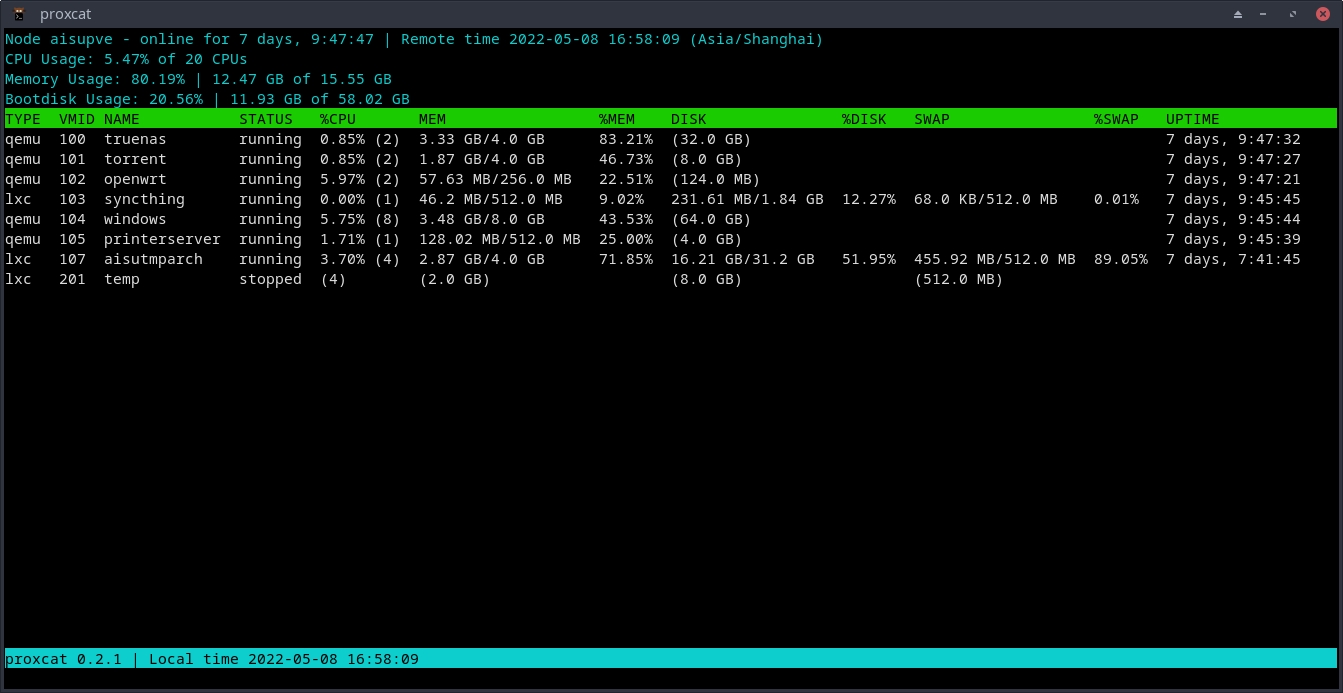 proxcat
Node aisupve - online for 7 days, 9:47:47 | Remote time 2022-05-08 16:58:09 (Asia/Shanghai)
CPU Usage: 5.47% of 20 CPUs
Memory Usage: 80.19% | 12.47 GB of 15.55 GB
Bootdisk Usage: 20.56% | 11.93 GB of 58.02 GB
TYPE  VMID NAME           STATUS   %CPU      MEM                 %MEM    DISK               %DISK   SWAP                %SWAP   UPTIME
qemu  100  truenas        running  0.85% (2)  3.33 GB/4.0 GB      83.21%  (32.0 GB)                                              7 days, 9:47:32
qemu  101  torrent        running  0.85% (2)  1.87 GB/4.0 GB      46.73%  (8.0 GB)                                               7 days, 9:47:27
qemu  102  openwrt        running  5.97% (2)  57.63 MB/256.0 MB   22.51%  (124.0 MB)                                             7 days, 9:47:21
lxc   103  syncthing      running  0.00% (1)  46.2 MB/512.0 MB    9.02%   231.61 MB/1.84 GB  12.27%  68.0 KB/512.0 MB    0.01%   7 days, 9:45:45
qemu  104  windows        running  5.75% (8)  3.48 GB/8.0 GB      43.53%  (64.0 GB)                                              7 days, 9:45:44
qemu  105  printerserver  running  1.71% (1)  128.02 MB/512.0 MB  25.00%  (4.0 GB)                                               7 days, 9:45:39
lxc   107  aisutmparch    running  3.70% (4)  2.87 GB/4.0 GB      71.85%  16.21 GB/31.2 GB   51.95%  455.92 MB/512.0 MB  89.05%  7 days, 7:41:45
lxc   201  temp           stopped  (4)        (2.0 GB)                    (8.0 GB)                   (512.0 MB)
proxcat 0.2.1 | Local time 2022-05-08 16:58:09